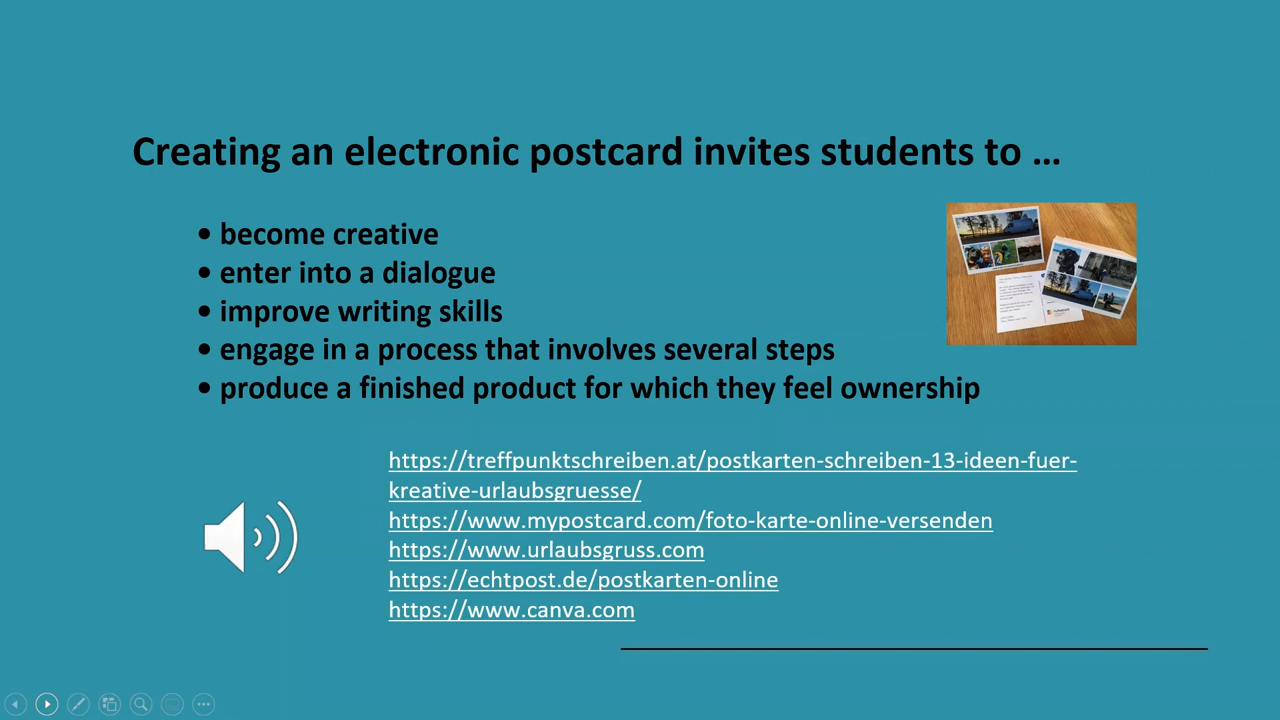 Creating an electronic postcard invites students to …
• become creative
• enter into a dialogue
• improve writing skills
• engage in a process that involves several steps
• produce a finished product for which they feel ownership
https://treffpunktschreiben.at/postkarten-schreiben-13-ideen-fuer-
kreative-urlaubsgruesse/
https://www.mypostcard.com/foto-karte-online-versenden
https://www.urlaubsgruss.com
https://echtpost.de/postkarten-online
https://www.canva.com